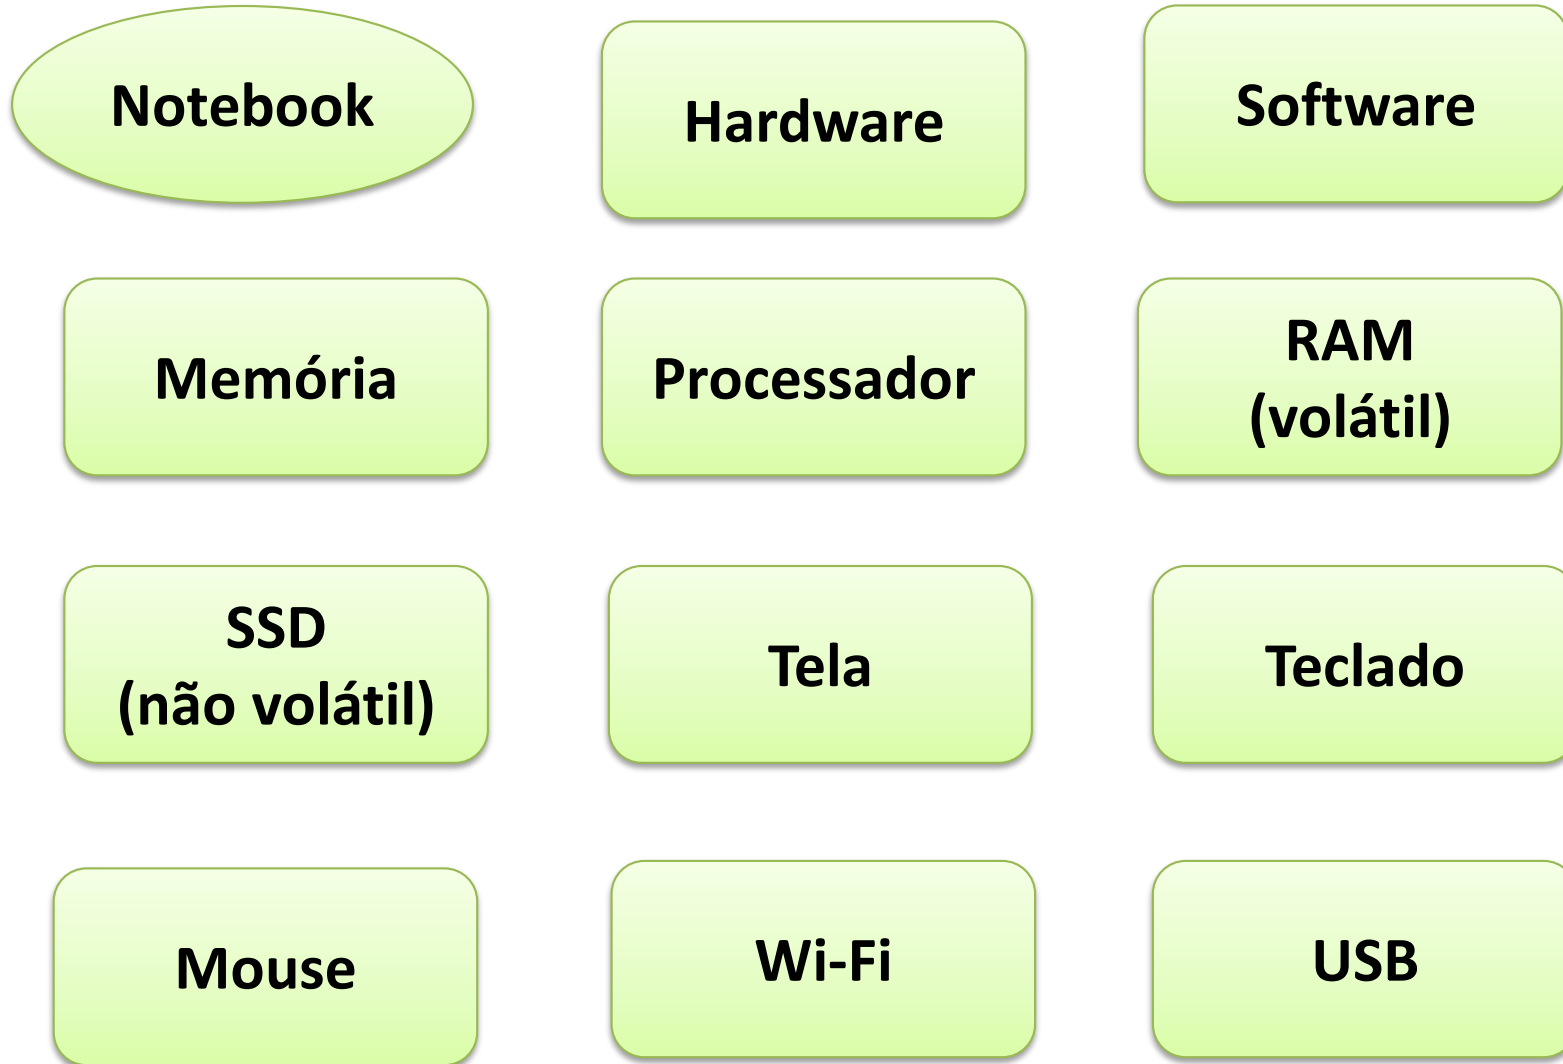 Notebook
Hardware
Software
Memória
Processador
RAM
(volátil)
SSD
(não volátil)
Tela
Teclado
Mouse
Wi-Fi
USB